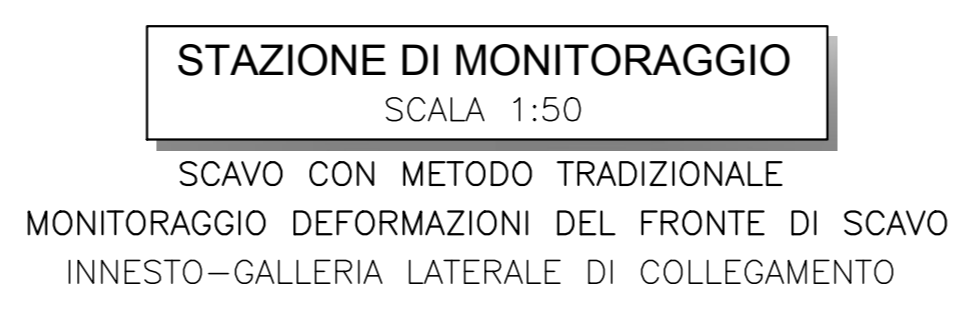 STAZIONE DI MONITORAGGIO
SCALA 1:50
SCAVO CON METODO TRADIZIONALE
MONITORAGGIO DEFORMAZIONI DEL FRONTE DI SCAVO
INNESTO-GALLERIA LATERALE DI COLLEGAMENTO